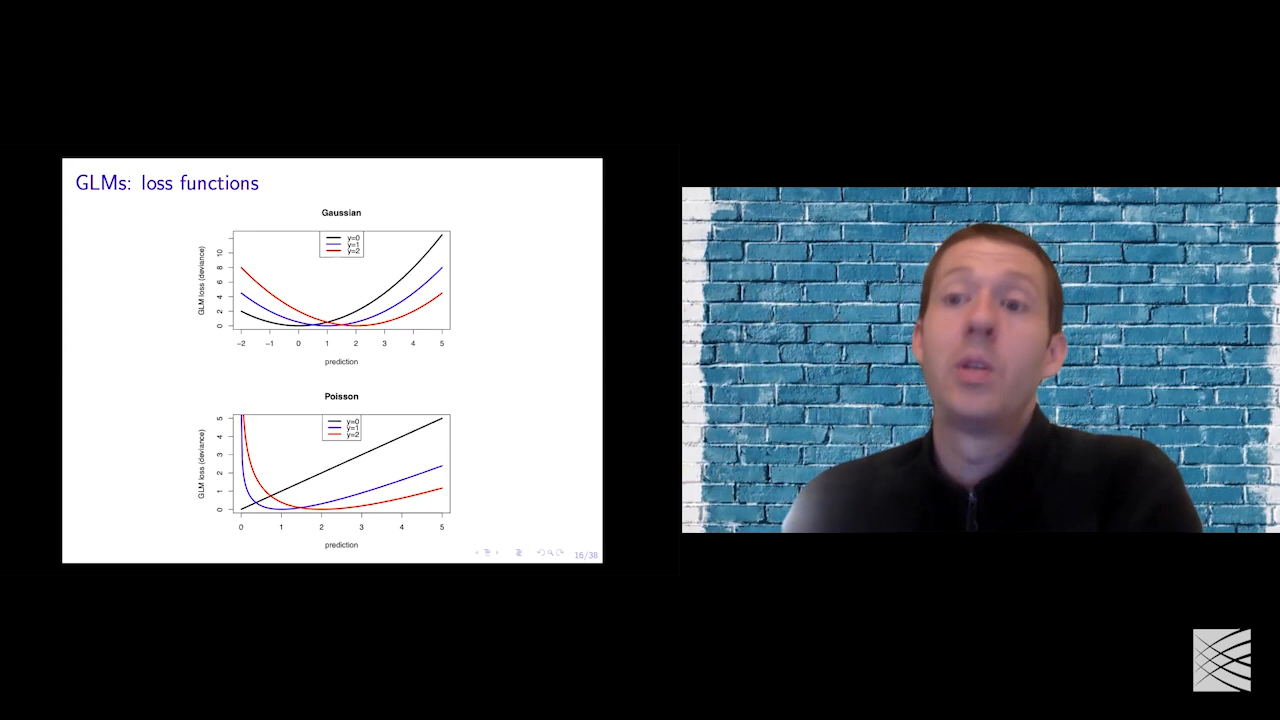 GLMs: loss functions
Gaussian
y=0
y=1
y=2
GLM loss (deviance)
0 2 4 6 8 10
−2 −1 0 1 2 3 4 5
prediction
Poisson
y=0
y=1
y=2
GLM loss (deviance)
0 1 2 3 4 5
0 1 2 3 4 5
prediction
16/38